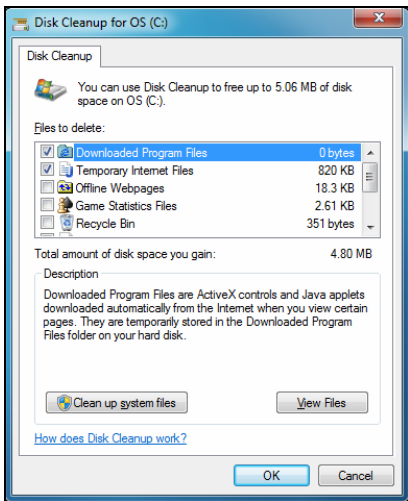 Disk Cleanup for OS (C:)
Disk Cleanup
You can use Disk Cleanup to free up to 5.06 MB of disk
space on OS (C:).
Files to delete:
Downloaded Program Files 0 bytes
Temporary Internet Files 820 KB
Offline Webpages 18.3 KB
Game Statistics Files 2.61 KB
Recycle Bin 351 bytes
Total amount of disk space you gain: 4.80 MB
Description
Downloaded Program Files are ActiveX controls and Java applets
downloaded automatically from the Internet when you view certain
pages. They are temporarily stored in the Downloaded Program
Files folder on your hard disk.
Clean up system files View Files
How does Disk Cleanup work?
OK Cancel